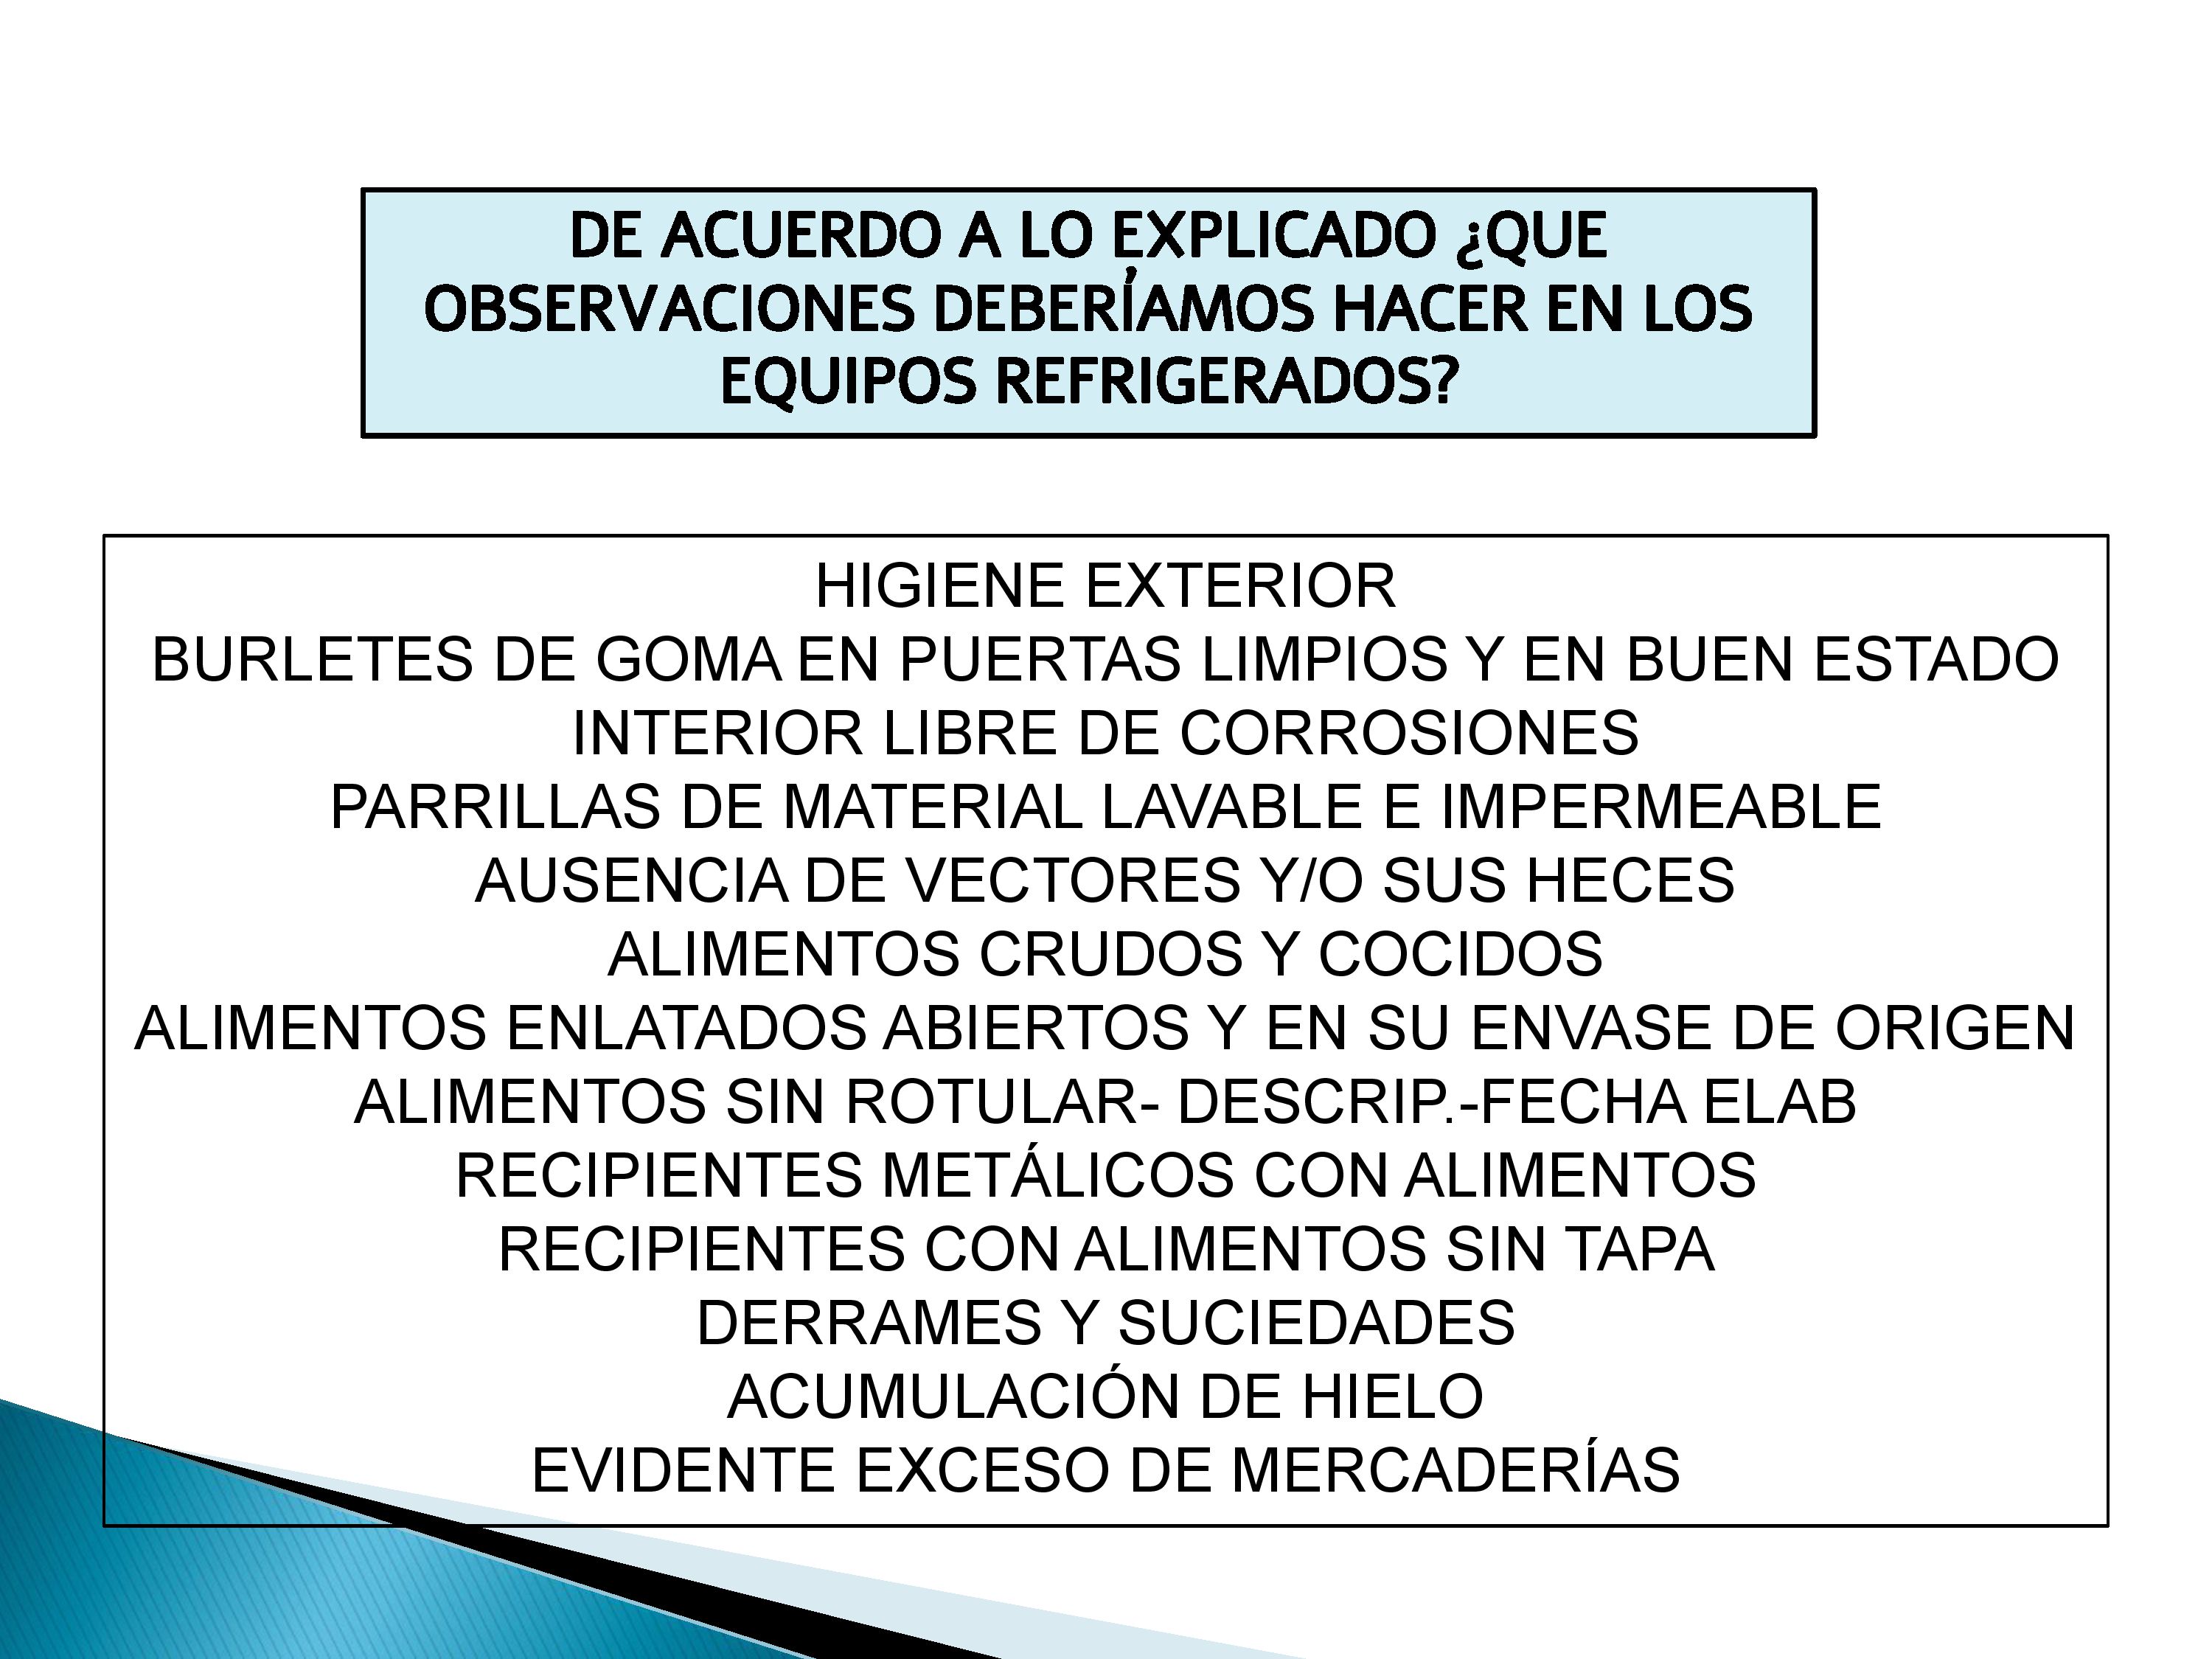 DE ACUERDO A LO EXPLICADO ¿QUE
OBSERVACIONES DEBERÍAMOS HACER EN LOS
EQUIPOS REFRIGERADOS?
HIGIENE EXTERIOR
BURLETES DE GOMA EN PUERTAS LIMPIOS Y EN BUEN ESTADO
INTERIOR LIBRE DE CORROSIONES
PARRILLAS DE MATERIAL LAVABLE E IMPERMEABLE
AUSENCIA DE VECTORES Y/O SUS HECES
ALIMENTOS CRUDOS Y COCIDOS
ALIMENTOS ENLATADOS ABIERTOS Y EN SU ENVASE DE ORIGEN
ALIMENTOS SIN ROTULAR- DESCRIP.-FECHA ELAB
RECIPIENTES METÁLICOS CON ALIMENTOS
RECIPIENTES CON ALIMENTOS SIN TAPA
DERRAMES Y SUCIEDADES
ACUMULACIÓN DE HIELO
EVIDENTE EXCESO DE MERCADERÍAS